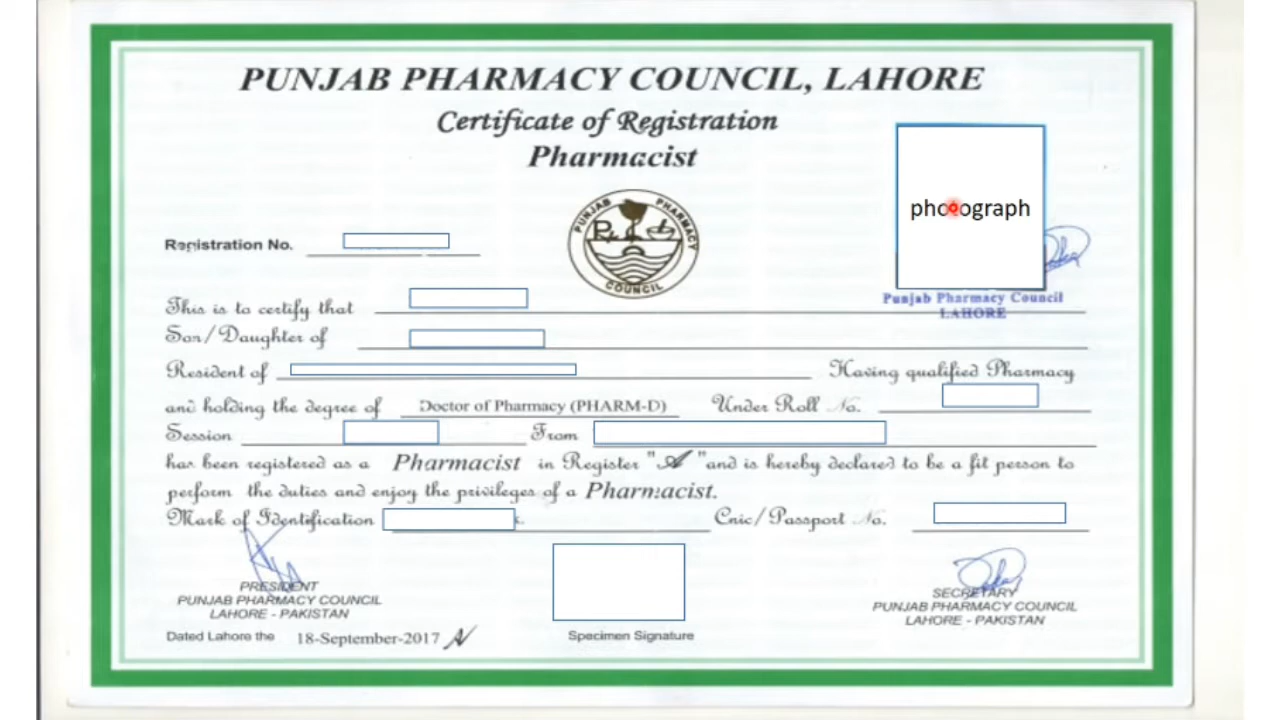 PUNJAB PHARMACY COUNCIL, LAHORE
Certificate of Registration
Pharmacist
photograph
PUNJAB PHARMACY COUNCIL
Registration No.
Punjab Pharmacy Council
LAHORE
This is to certify that
Son/Daughter of
Resident of Having qualified Pharmacy
and holding the degree of Doctor of Pharmacy (PHARM-D) Under Roll No.
Session From
has been registered as a Pharmacist in Register "A" and is hereby declared to be a fit person to
perform the duties and enjoy the privileges of a Pharmacist.
Mark of Identification Cnic/Passport No.
PRESIDENT
PUNJAB PHARMACY COUNCIL
LAHORE - PAKISTAN
SECRETARY
PUNJAB PHARMACY COUNCIL
LAHORE - PAKISTAN
Dated Lahore the 18-September-2017
Specimen Signature